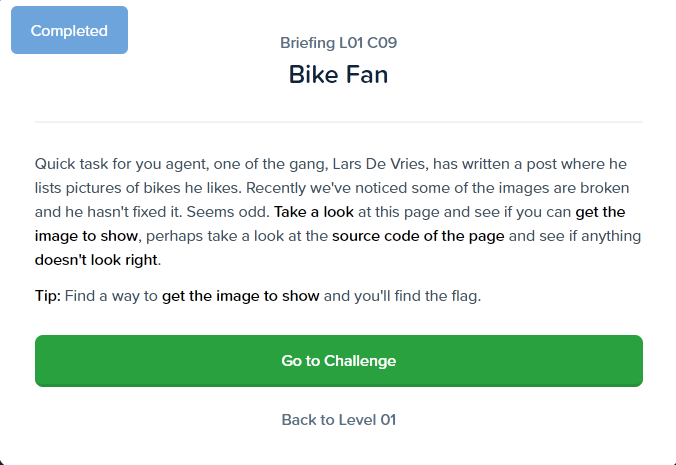 Completed
Briefing L01 C09
Bike Fan
Quick task for you agent, one of the gang, Lars De Vries, has written a post where he
lists pictures of bikes he likes. Recently we've noticed some of the images are broken
and he hasn't fixed it. Seems odd. Take a look at this page and see if you can get the
image to show, perhaps take a look at the source code of the page and see if anything
doesn't look right.
Tip: Find a way to get the image to show and you'll find the flag.
Go to Challenge
Back to Level 01